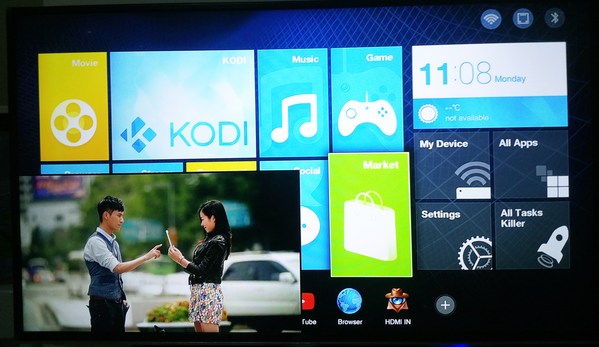 Movie
KODI
KODI
Music
Game
11:08 Monday
--°C
not available
Market
My Device
All Apps
Settings
All Tasks
Killer
Social
Tube
Browser
HDMI IN